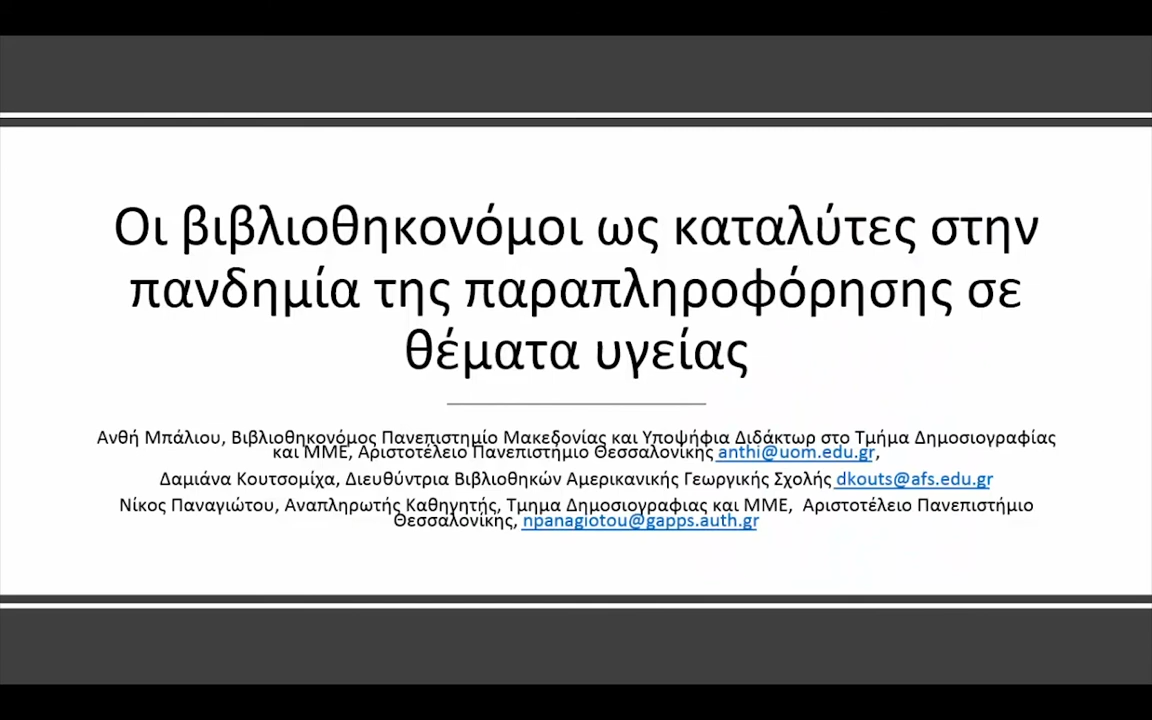 Οι βιβλιοθηκονόμοι ως καταλύτες στην
πανδημία της παραπληροφόρησης σε
θέματα υγείας
Ανθή Μπάλιου, Βιβλιοθηκονόμος Πανεπιστημίο Μακεδονίας και Υποψήφια Διδάκτωρ στο Τμήμα Δημοσιογραφίας
και ΜΜΕ, Αριστοτέλειο Πανεπιστήμιο Θεσσαλονίκης anthi@uom.edu.gr,
Δαμιάνα Κουτσομίχα, Διευθύντρια Βιβλιοθηκών Αμερικανικής Γεωργικής Σχολής dkouts@afs.edu.gr
Νίκος Παναγιώτου, Αναπληρωτής Καθηγητής, Τμημα Δημοσιογραφιας και ΜΜΕ, Αριστοτέλειο Πανεπιστήμιο
Θεσσαλονίκης, npanagiotou@gapps.auth.gr